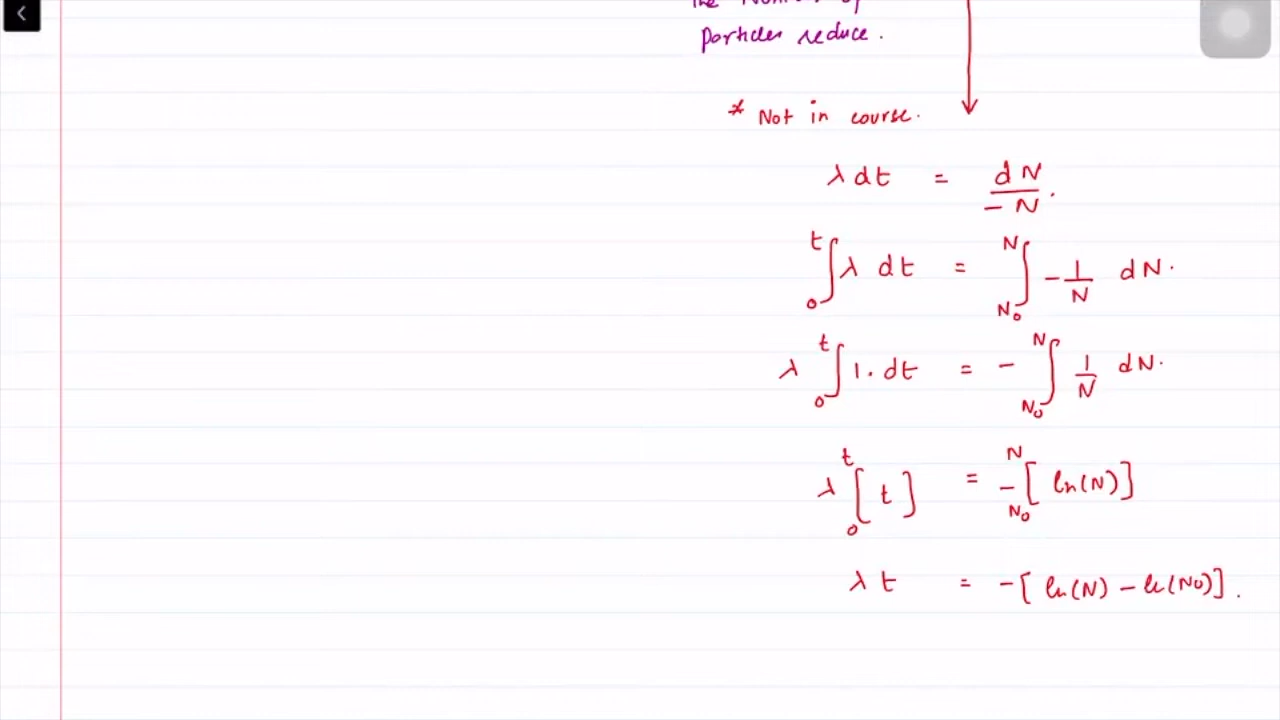 Particles reduce.
* Not in course.
λ dt = dN / -N.
∫₀ᵗ λ dt = ∫_{N₀}^{N} - 1/N dN.
λ ∫₀ᵗ 1. dt = - ∫_{N₀}^{N} 1/N dN.
λ ₀ᵗ[ t ] = - _{N₀}^{N}[ ln(N) ]
λ t = -[ ln(N) - ln(N₀) ].